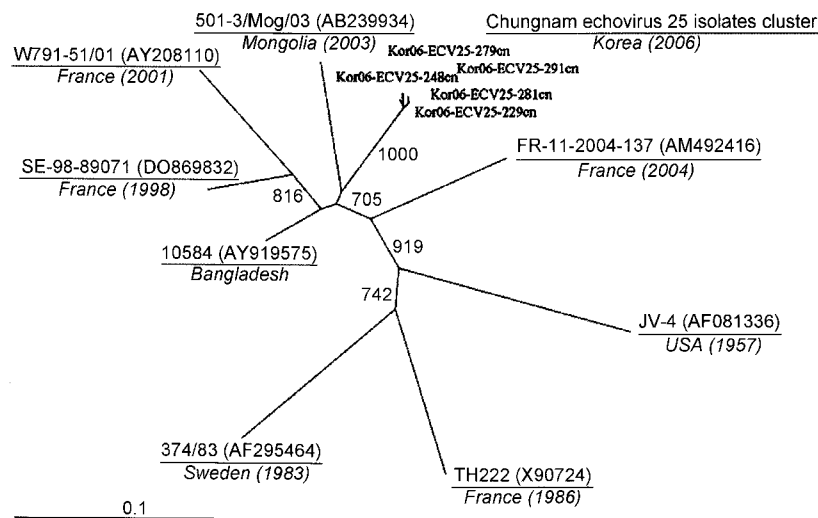 501-3/Mog/03 (AB239934)
Mongolia (2003)
Chungnam echovirus 25 isolates cluster
Korea (2006)
W791-51/01 (AY208110)
France (2001)
Kor06-ECV25-279cn
Kor06-ECV25-291cn
Kor06-ECV25-248cn
Kor06-ECV25-281cn
Kor06-ECV25-229cn
FR-11-2004-137 (AM492416)
France (2004)
1000
SE-98-89071 (DO869832)
France (1998)
816
705
10584 (AY919575)
Bangladesh
919
742
JV-4 (AF081336)
USA (1957)
374/83 (AF295464)
Sweden (1983)
TH222 (X90724)
France (1986)
0.1